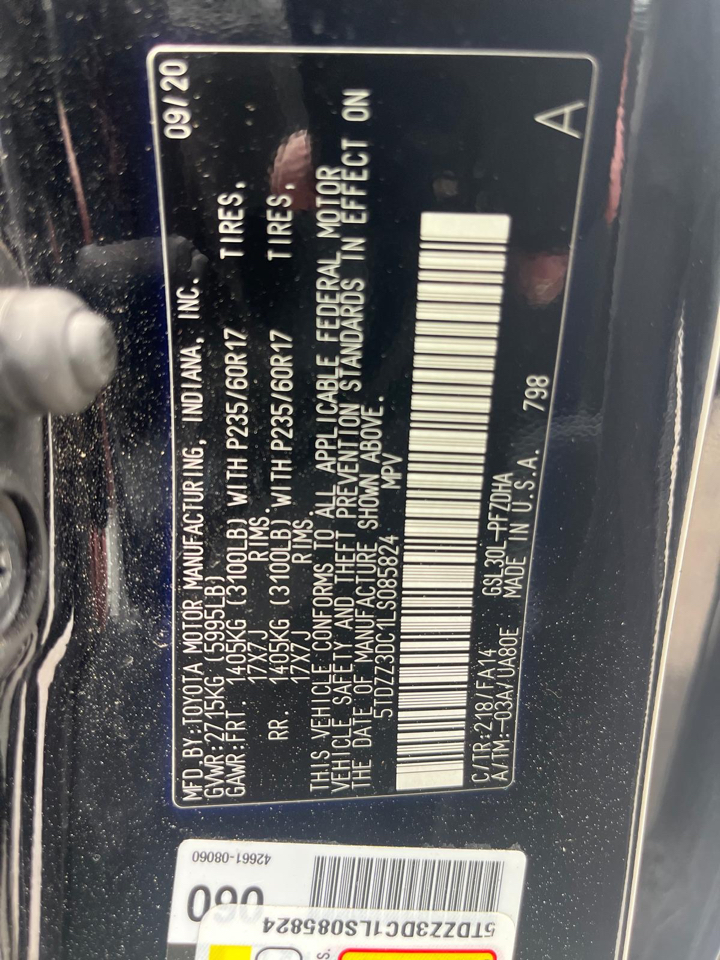 MFD.BY:TOYOTA MOTOR MANUFACTURING, INDIANA, INC. 09/20
GVWR:2715KG (5995LB)
GAWR:FRT. 1405KG (3100LB) WITH P235/60R17 TIRES,
17X7J RIMS
RR. 1405KG (3100LB) WITH P235/60R17 TIRES,
17X7J RIMS
THIS VEHICLE CONFORMS TO ALL APPLICABLE FEDERAL MOTOR
VEHICLE SAFETY AND THEFT PREVENTION STANDARDS IN EFFECT ON
THE DATE OF MANUFACTURE SHOWN ABOVE.
5TDZZ3DC1LS085824 MPV
C/TR:218/FA14 GSL30L-PFZDHA
A/TM:-03A/UA80E MADE IN U.S.A. 798 A
42661-08060
060
5TDZZ3DC1LS085824
S.